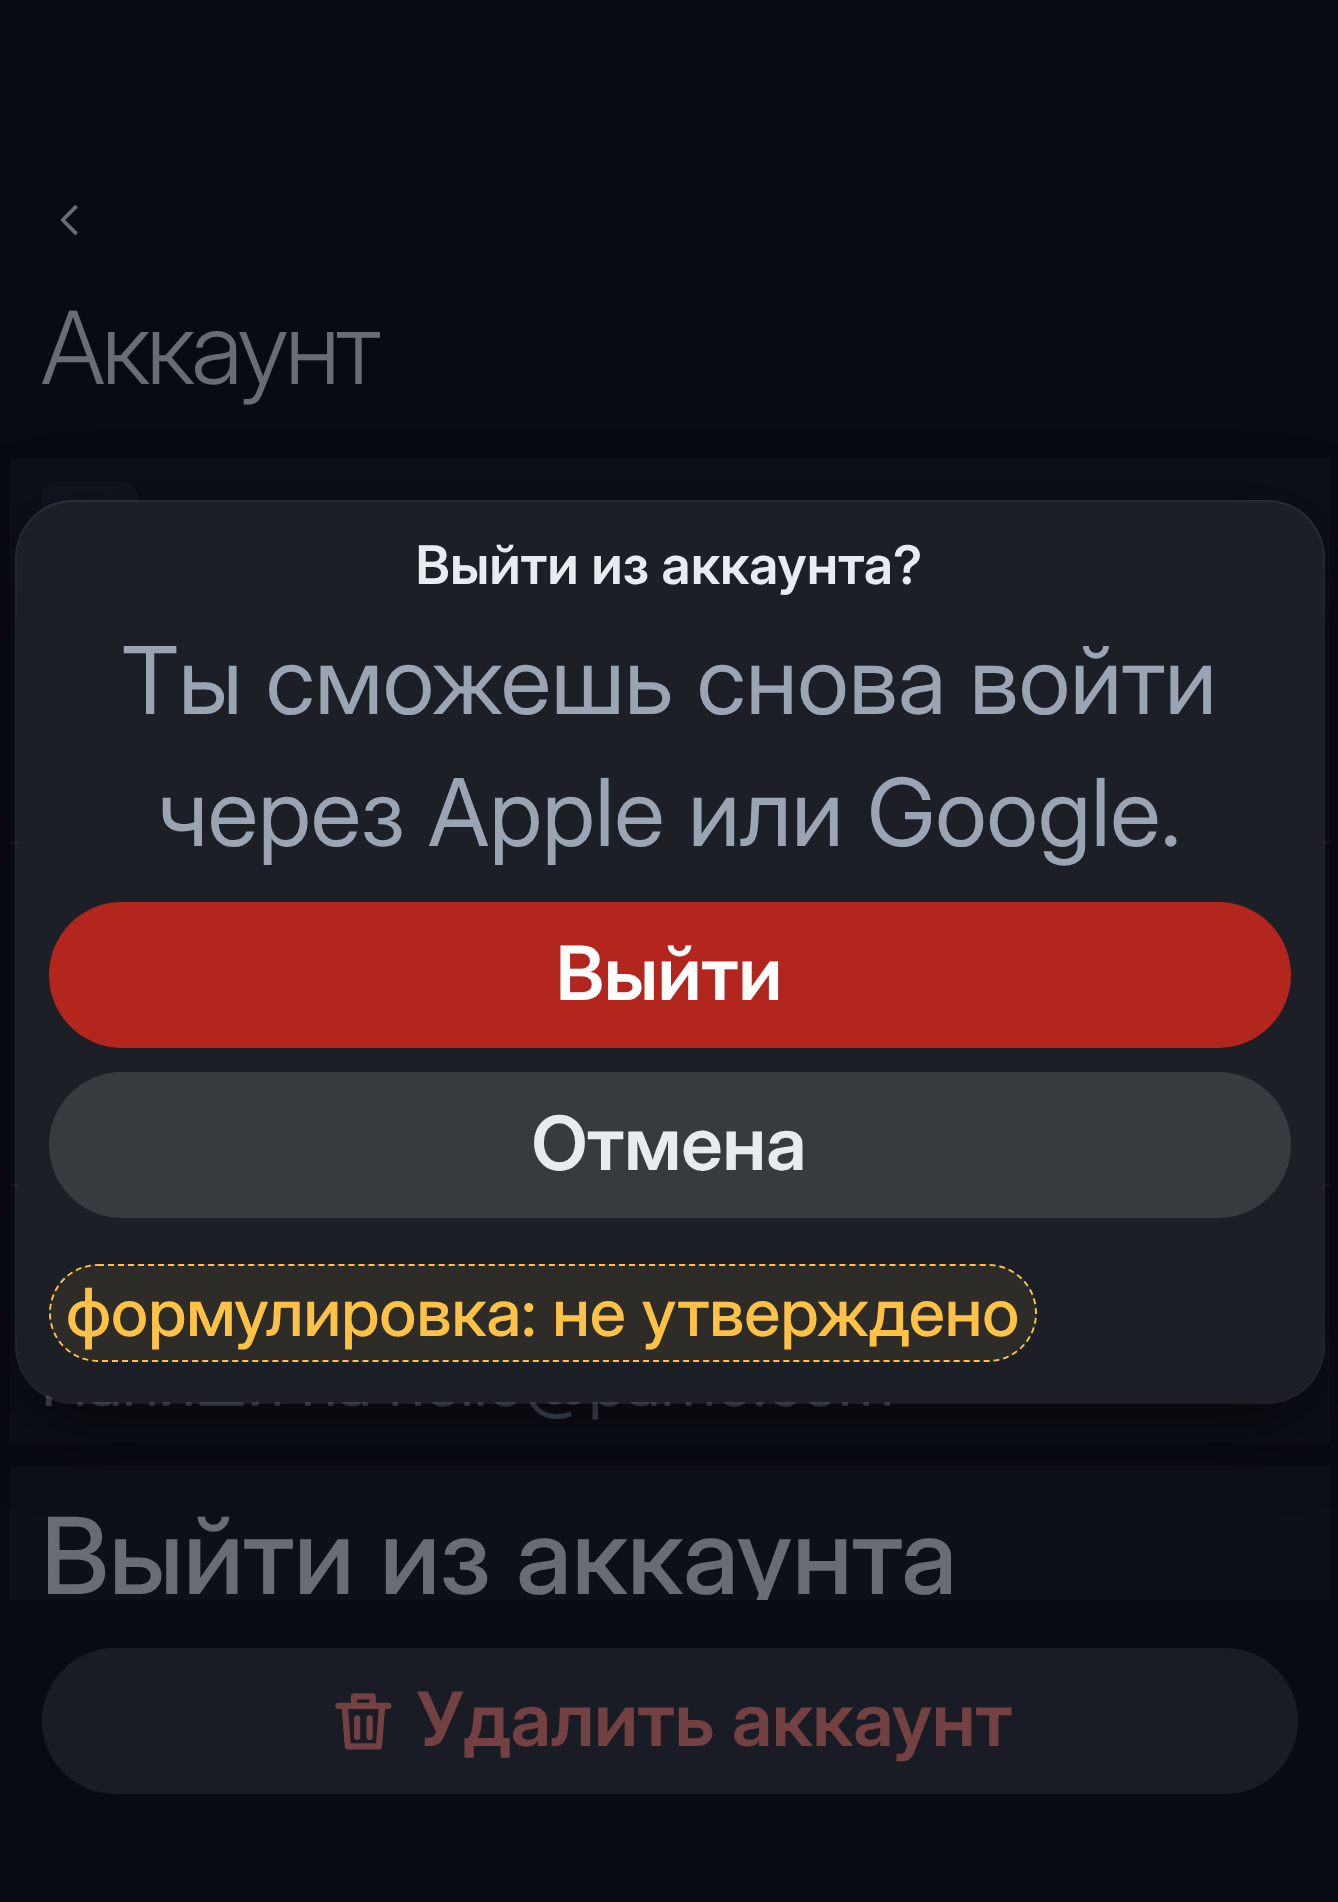 Аккаунт
Выйти из аккаунта?
Ты сможешь снова войти
через Apple или Google.
Выйти
Отмена
формулировка: не утверждено
Выйти из аккаунта
Удалить аккаунт